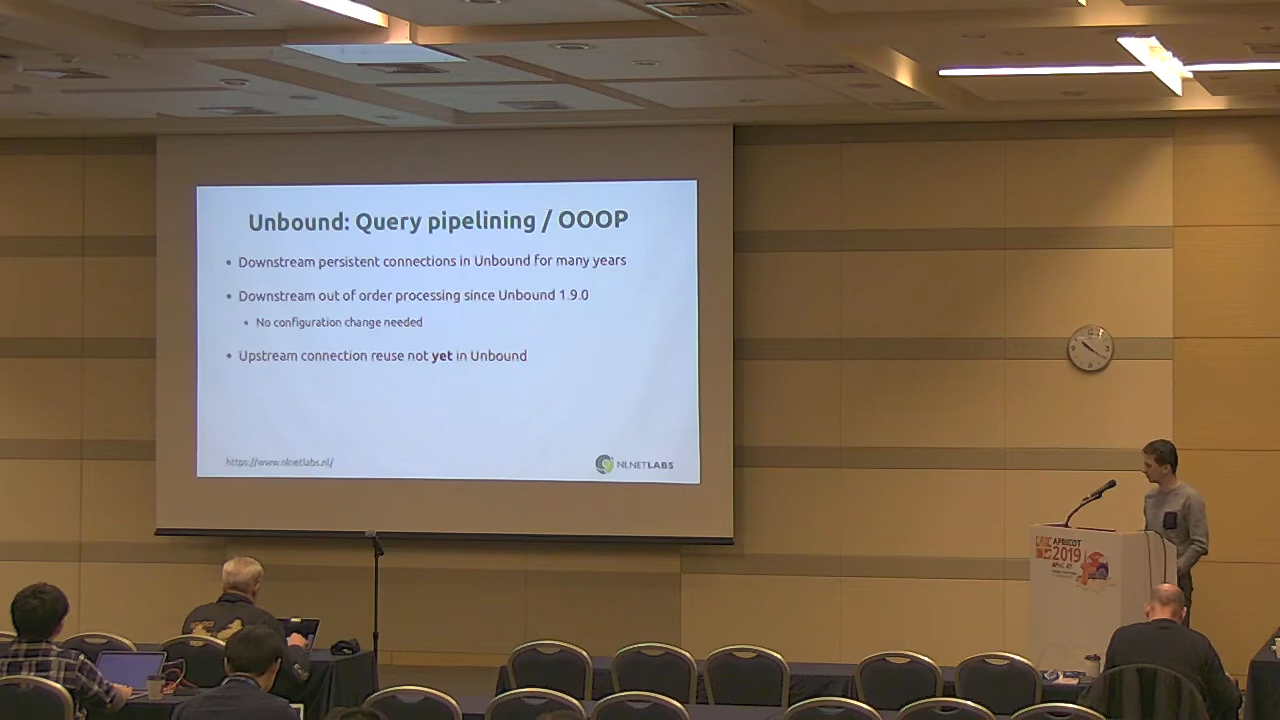 Unbound: Query pipelining / OOOP
• Downstream persistent connections in Unbound for many years
• Downstream out of order processing since Unbound 1.9.0
• No configuration change needed
• Upstream connection reuse not yet in Unbound
https://www.nlnetlabs.nl/
NLNETLABS
APRICOT
2019